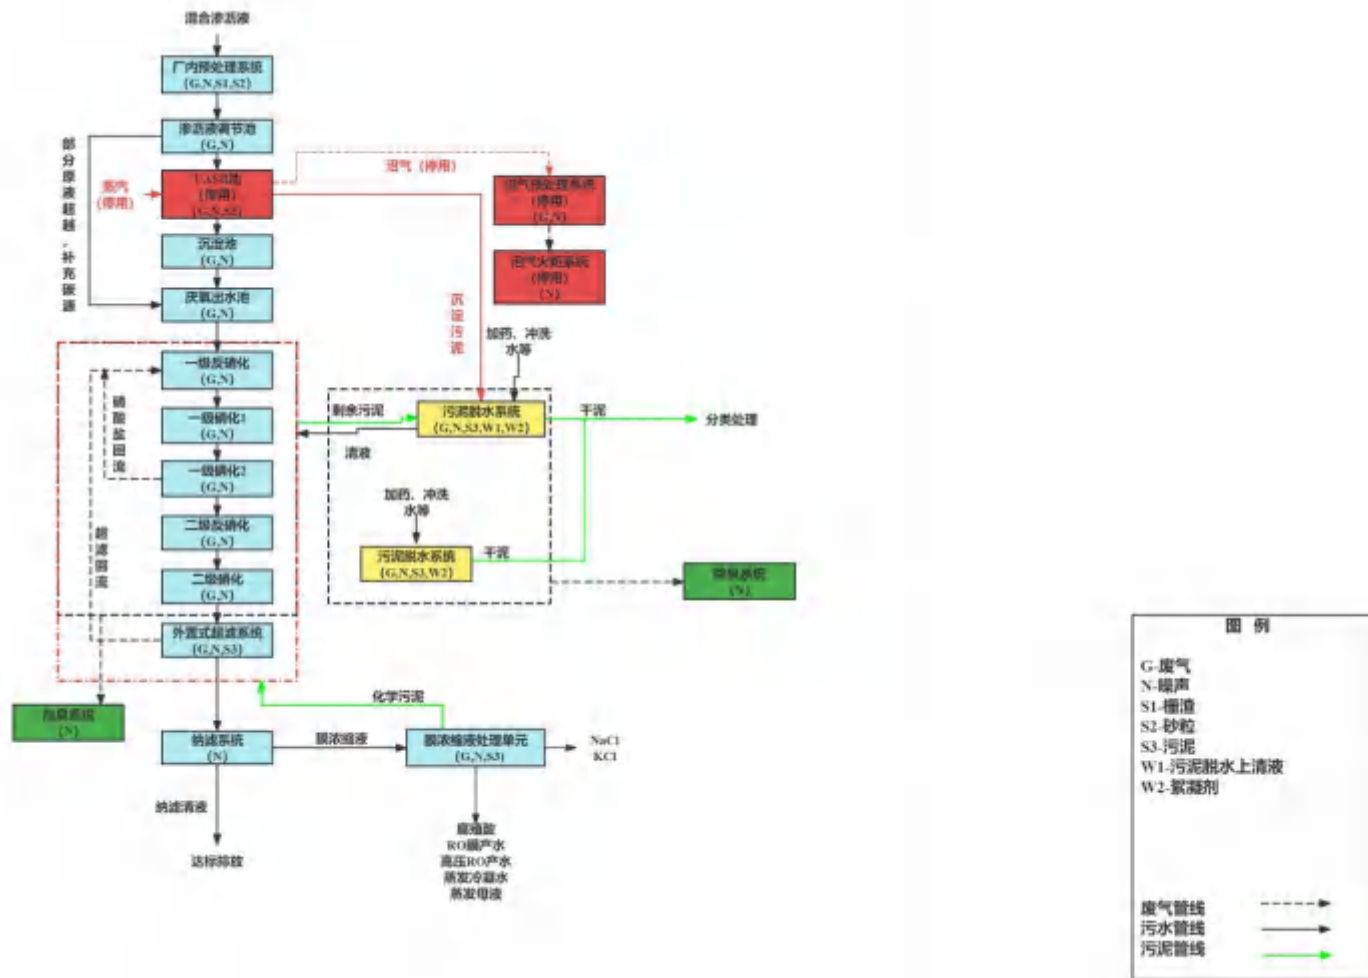 混合渗沥液
厂内预处理系统
(G,N,S1,S2)
渗沥液调节池
(G,N)
部分原液超越，补充碳源
蒸汽
(停用)
UASB池
(停用)
(G,N,S3)
沼气（停用）
沼气预处理系统
(停用)
(G,N)
沼气火炬系统
(停用)
(N)
沉淀池
(G,N)
厌氧出水池
(G,N)
沉淀污泥
加药、冲洗
水等
一级反硝化
(G,N)
硝酸盐回流
一级硝化1
(G,N)
一级硝化2
(G,N)
二级反硝化
(G,N)
二级硝化
(G,N)
超滤回流
外置式超滤系统
(G,N,S3)
剩余污泥
清液
污泥脱水系统
(G,N,S3,W1,W2)
干泥
分类处理
加药、冲洗
水等
污泥脱水系统
(G,N,S3,W2)
干泥
除臭系统
(N)
除臭系统
(N)
化学污泥
纳滤系统
(N)
膜浓缩液
膜浓缩液处理单元
(G,N,S3)
NaCl
KCl
纳滤清液
达标排放
腐殖酸
RO膜产水
高压RO产水
蒸发冷凝水
蒸发母液
图 例
G-废气
N-噪声
S1-栅渣
S2-砂粒
S3-污泥
W1-污泥脱水上清液
W2-絮凝剂
废气管线
污水管线
污泥管线